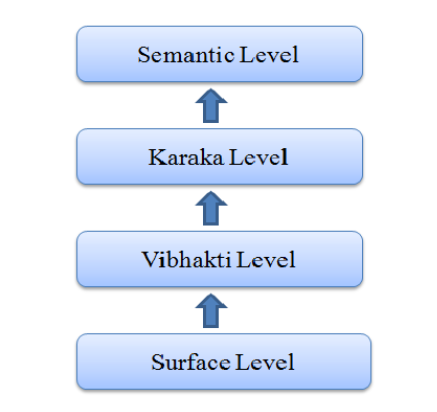 Semantic Level
Karaka Level
Vibhakti Level
Surface Level